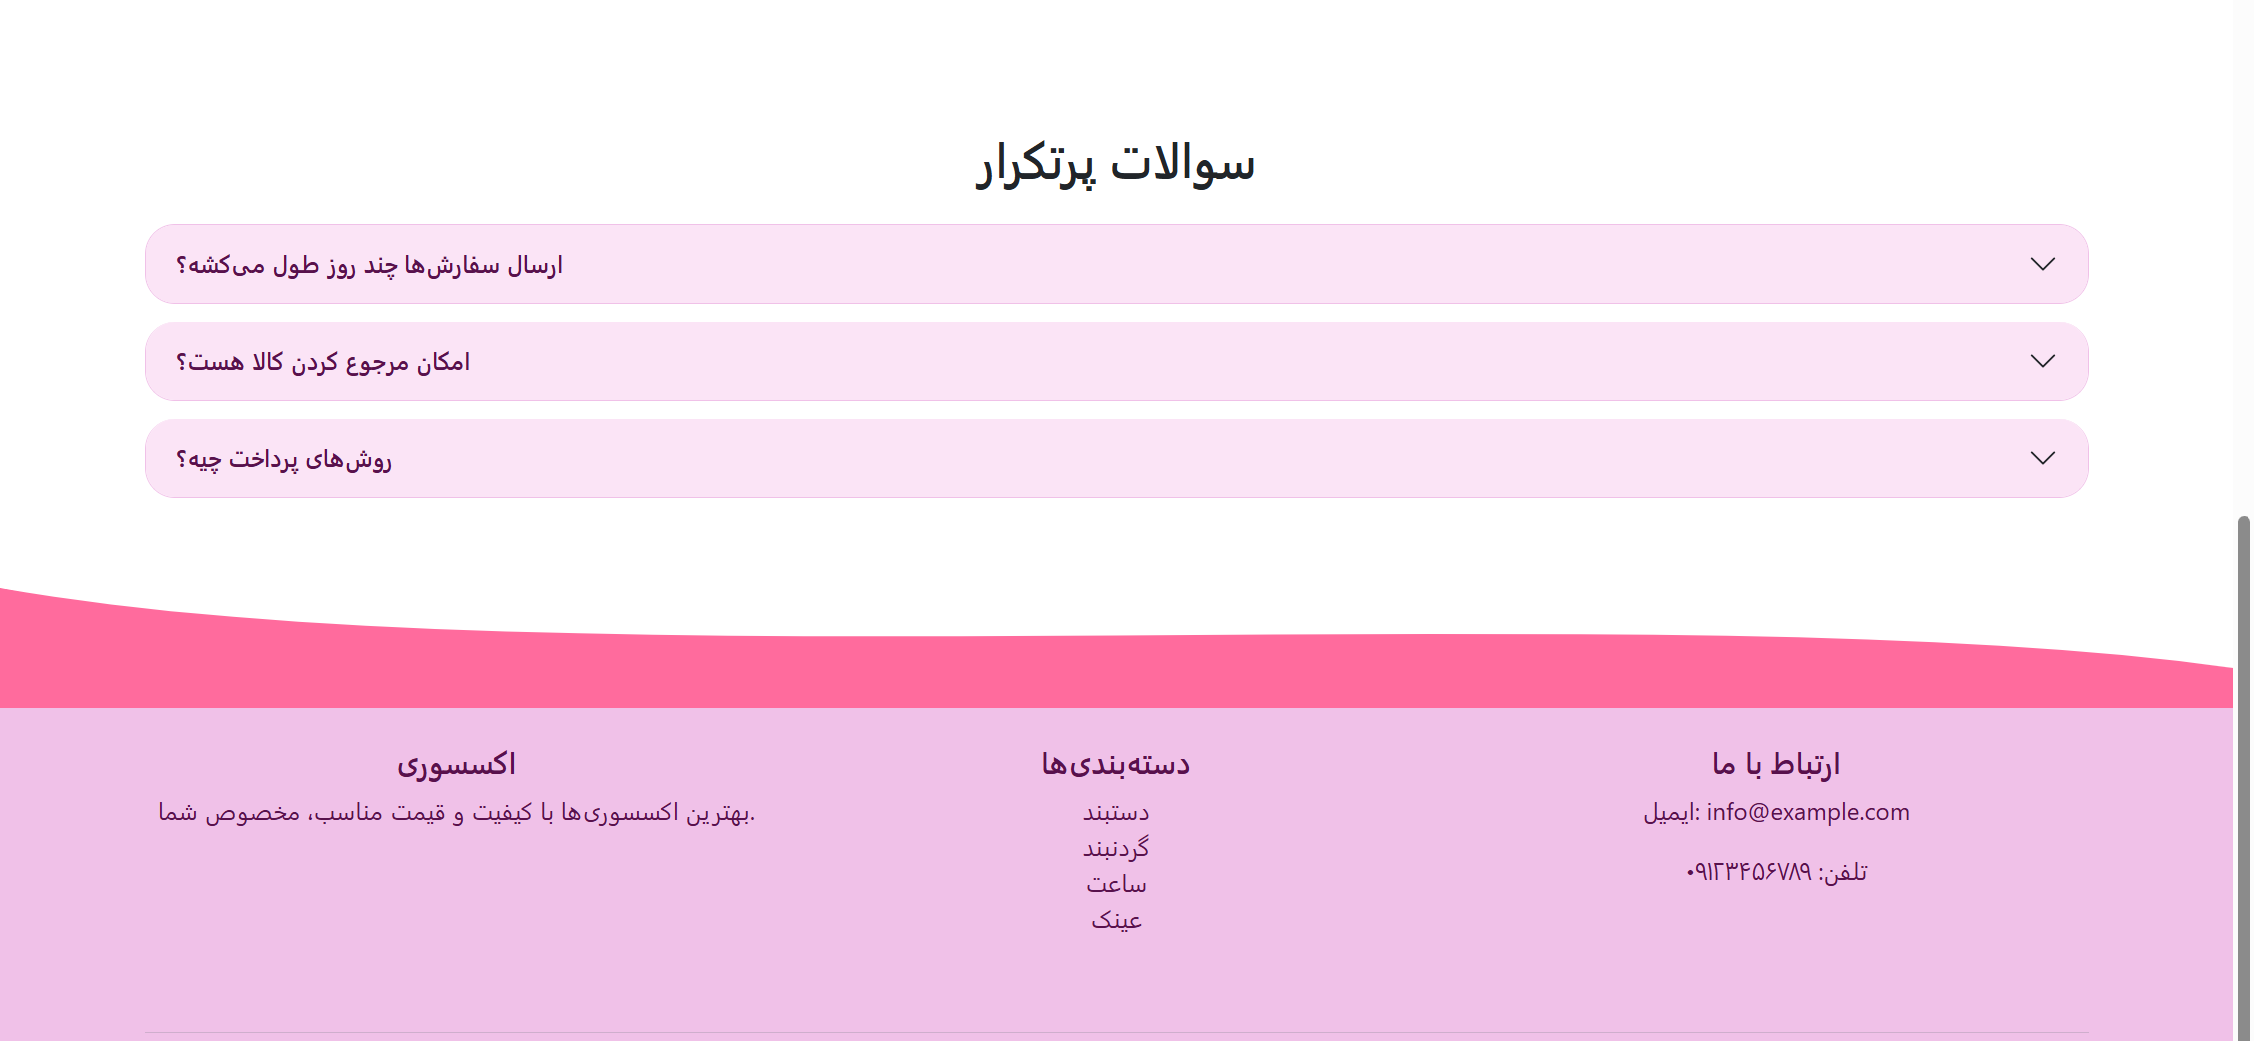 سوالات پرتکرار
ارسال سفارش‌ها چند روز طول می‌کشه؟
امکان مرجوع کردن کالا هست؟
روش‌های پرداخت چیه؟
ارتباط با ما
ایمیل: info@example.com
تلفن: ۰۹۱۲۳۴۵۶۷۸۹
دسته‌بندی‌ها
دستبند
گردنبند
ساعت
عینک
اکسسوری
بهترین اکسسوری‌ها با کیفیت و قیمت مناسب، مخصوص شما.